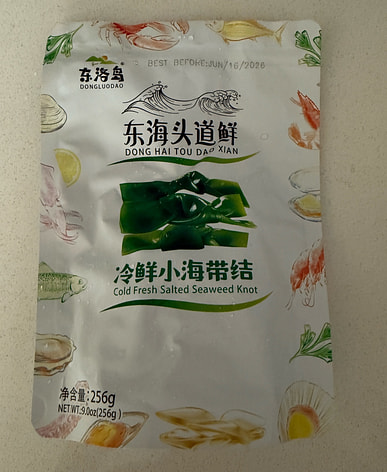 BEST BEFORE:JUN/16/2026
东洛岛
DONGLUODAO
东海头道鲜
DONG HAI TOU DAO XIAN
冷鲜小海带结
Cold Fresh Salted Seaweed Knot
净含量:256g
NET WT:9.0oz(256g)